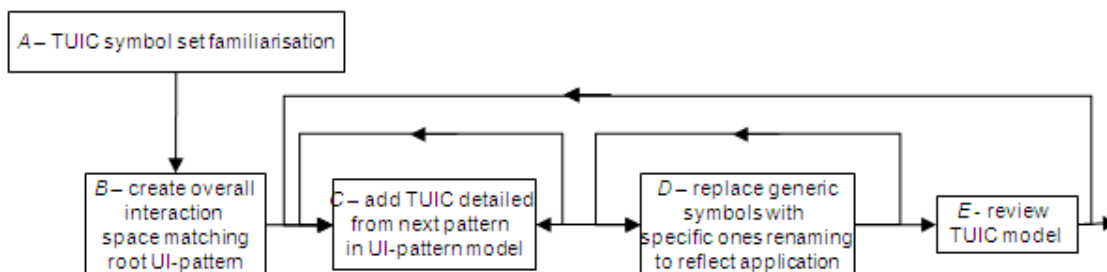 A – TUIC symbol set familiarisation
B – create overall
interaction
space matching
root UI-pattern
C – add TUIC detailed
from next pattern
in UI-pattern model
D – replace generic
symbols with
specific ones renaming
to reflect application
E - review
TUIC model